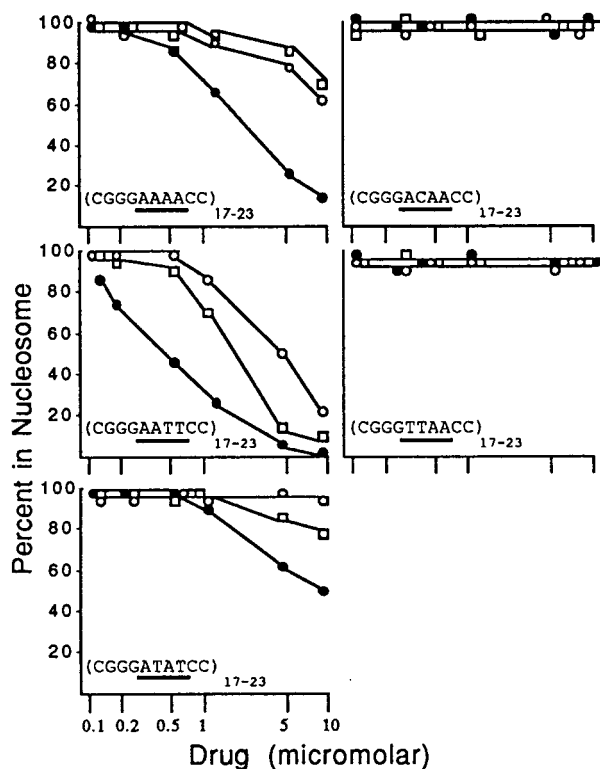 100
80
60
40
20
(CGGGAAAACC)
17-23
(CGGGACAACC)
17-23
100
80
60
40
20
(CGGGAATTCC)
17-23
(CGGGTTAACC)
17-23
100
80
60
40
20
(CGGGATATCC)
17-23
0.1 0.2 0.5 1 5 10
Drug (micromolar)
Percent in Nucleosome